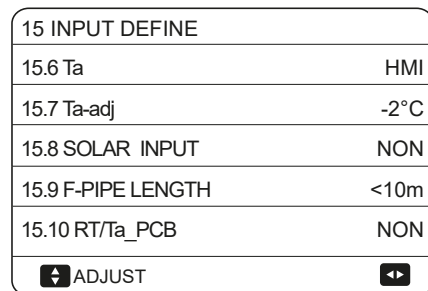 15 INPUT DEFINE
15.6 Ta HMI
15.7 Ta-adj -2°C
15.8 SOLAR INPUT NON
15.9 F-PIPE LENGTH <10m
15.10 RT/Ta_PCB NON
ADJUST